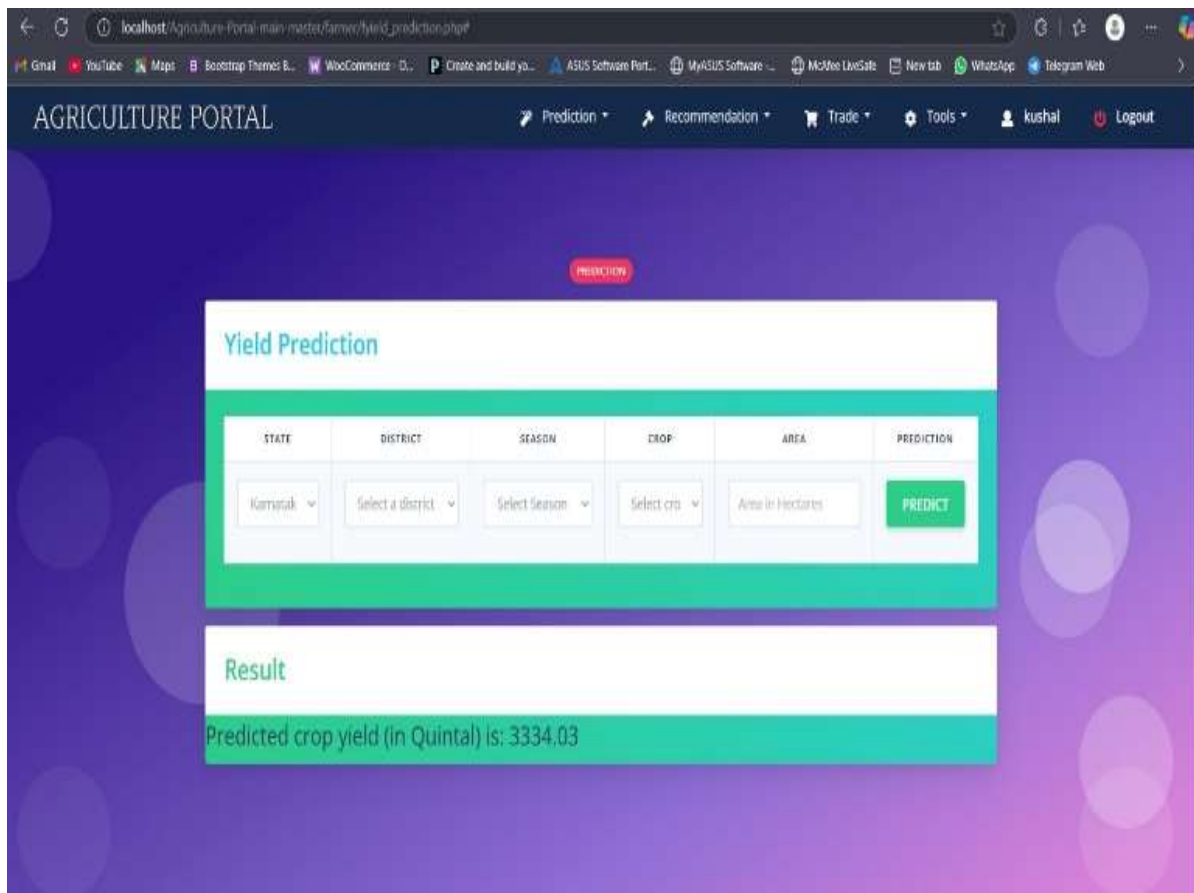 localhost/Agriculture-Portal-main-master/farmer/fyield_prediction.php#
Gmail YouTube Maps Bootstrap Themes B... WooCommerce - D... Create and build yo... ASUS Software Port... MyASUS Software -... McAfee LiveSafe New tab WhatsApp Telegram Web
AGRICULTURE PORTAL Prediction Recommendation Trade Tools kushal Logout
PREDICTION
Yield Prediction
STATE DISTRICT SEASON CROP AREA PREDICTION
Karnatak Select a district Select Season Select cro Area in Hectares PREDICT
Result
Predicted crop yield (in Quintal) is: 3334.03